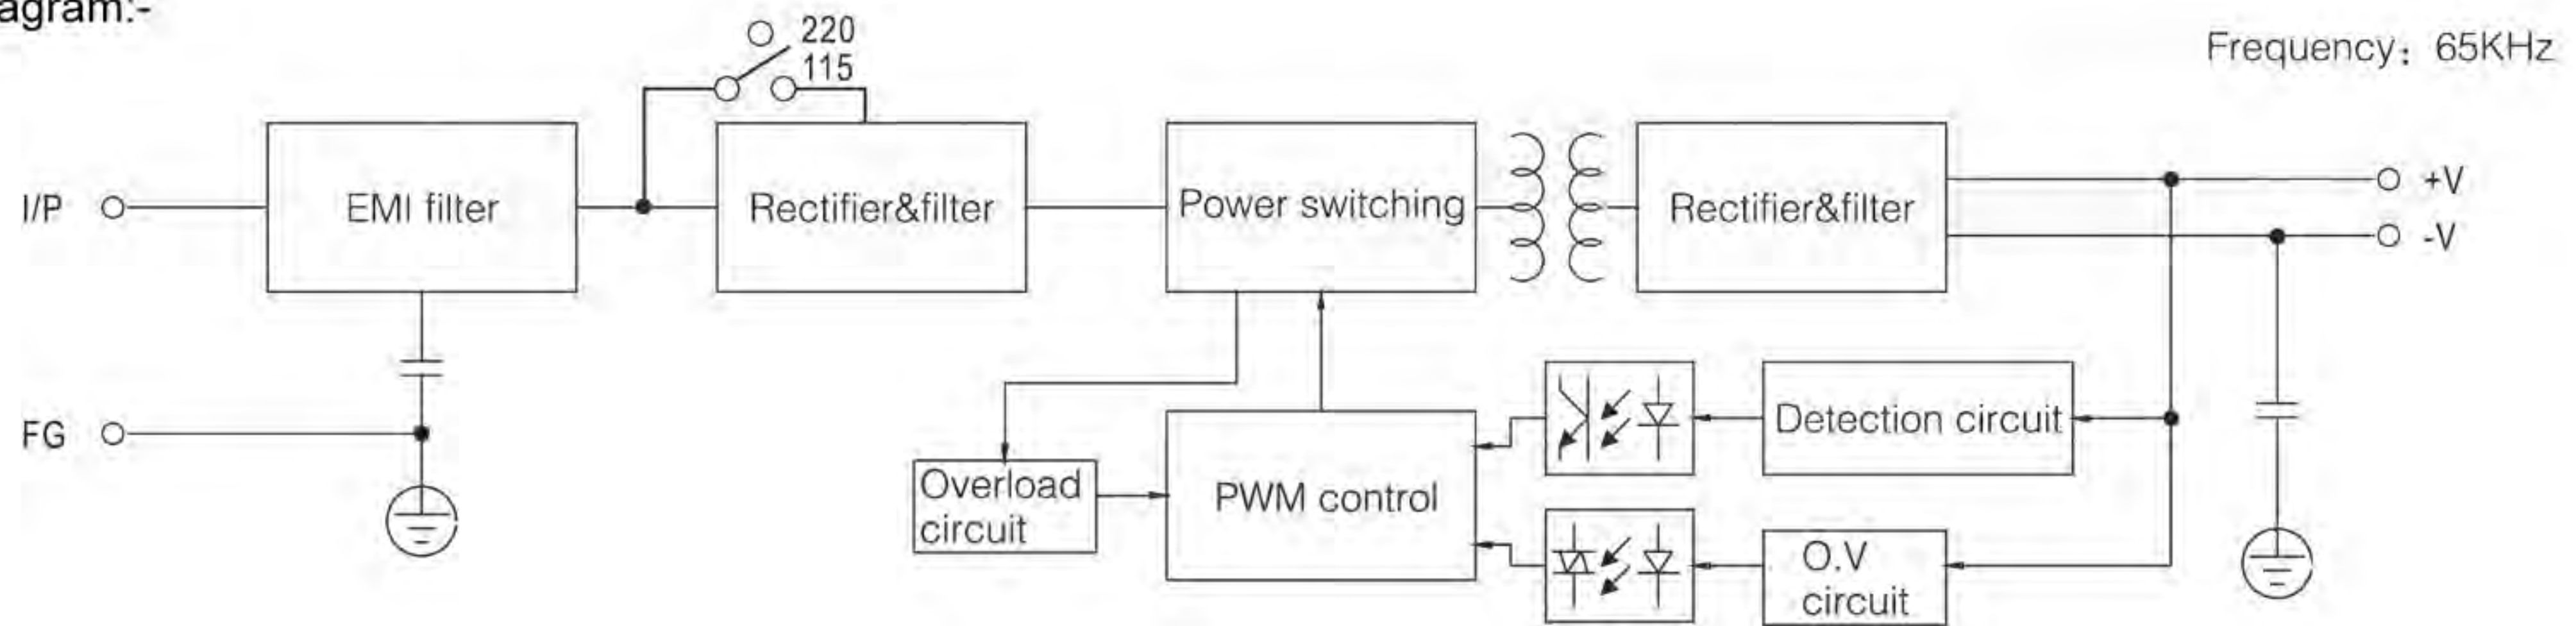 agram:-
220
115
Frequency: 65KHz
I/P
EMI filter
Rectifier&filter
Power switching
Rectifier&filter
+V
-V
FG
Overload
circuit
PWM control
Detection circuit
O.V
circuit